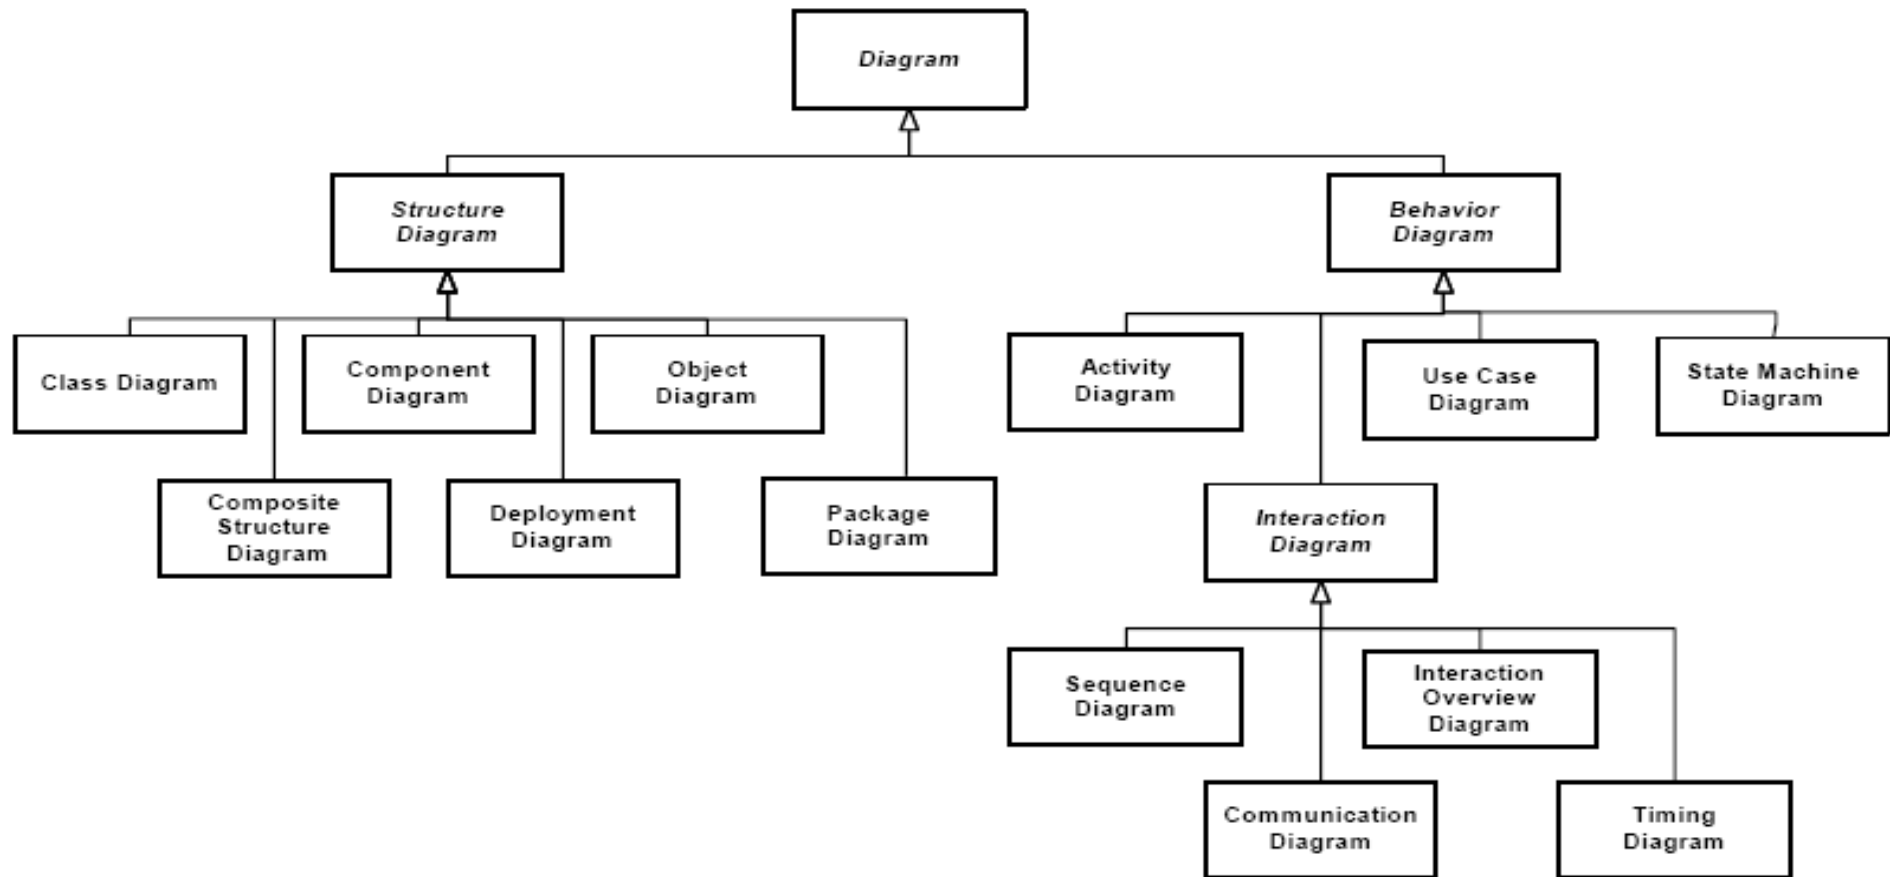 Diagram
Structure
Diagram
Behavior
Diagram
Class Diagram
Component
Diagram
Object
Diagram
Activity
Diagram
Use Case
Diagram
State Machine
Diagram
Composite
Structure
Diagram
Deployment
Diagram
Package
Diagram
Interaction
Diagram
Sequence
Diagram
Interaction
Overview
Diagram
Communication
Diagram
Timing
Diagram